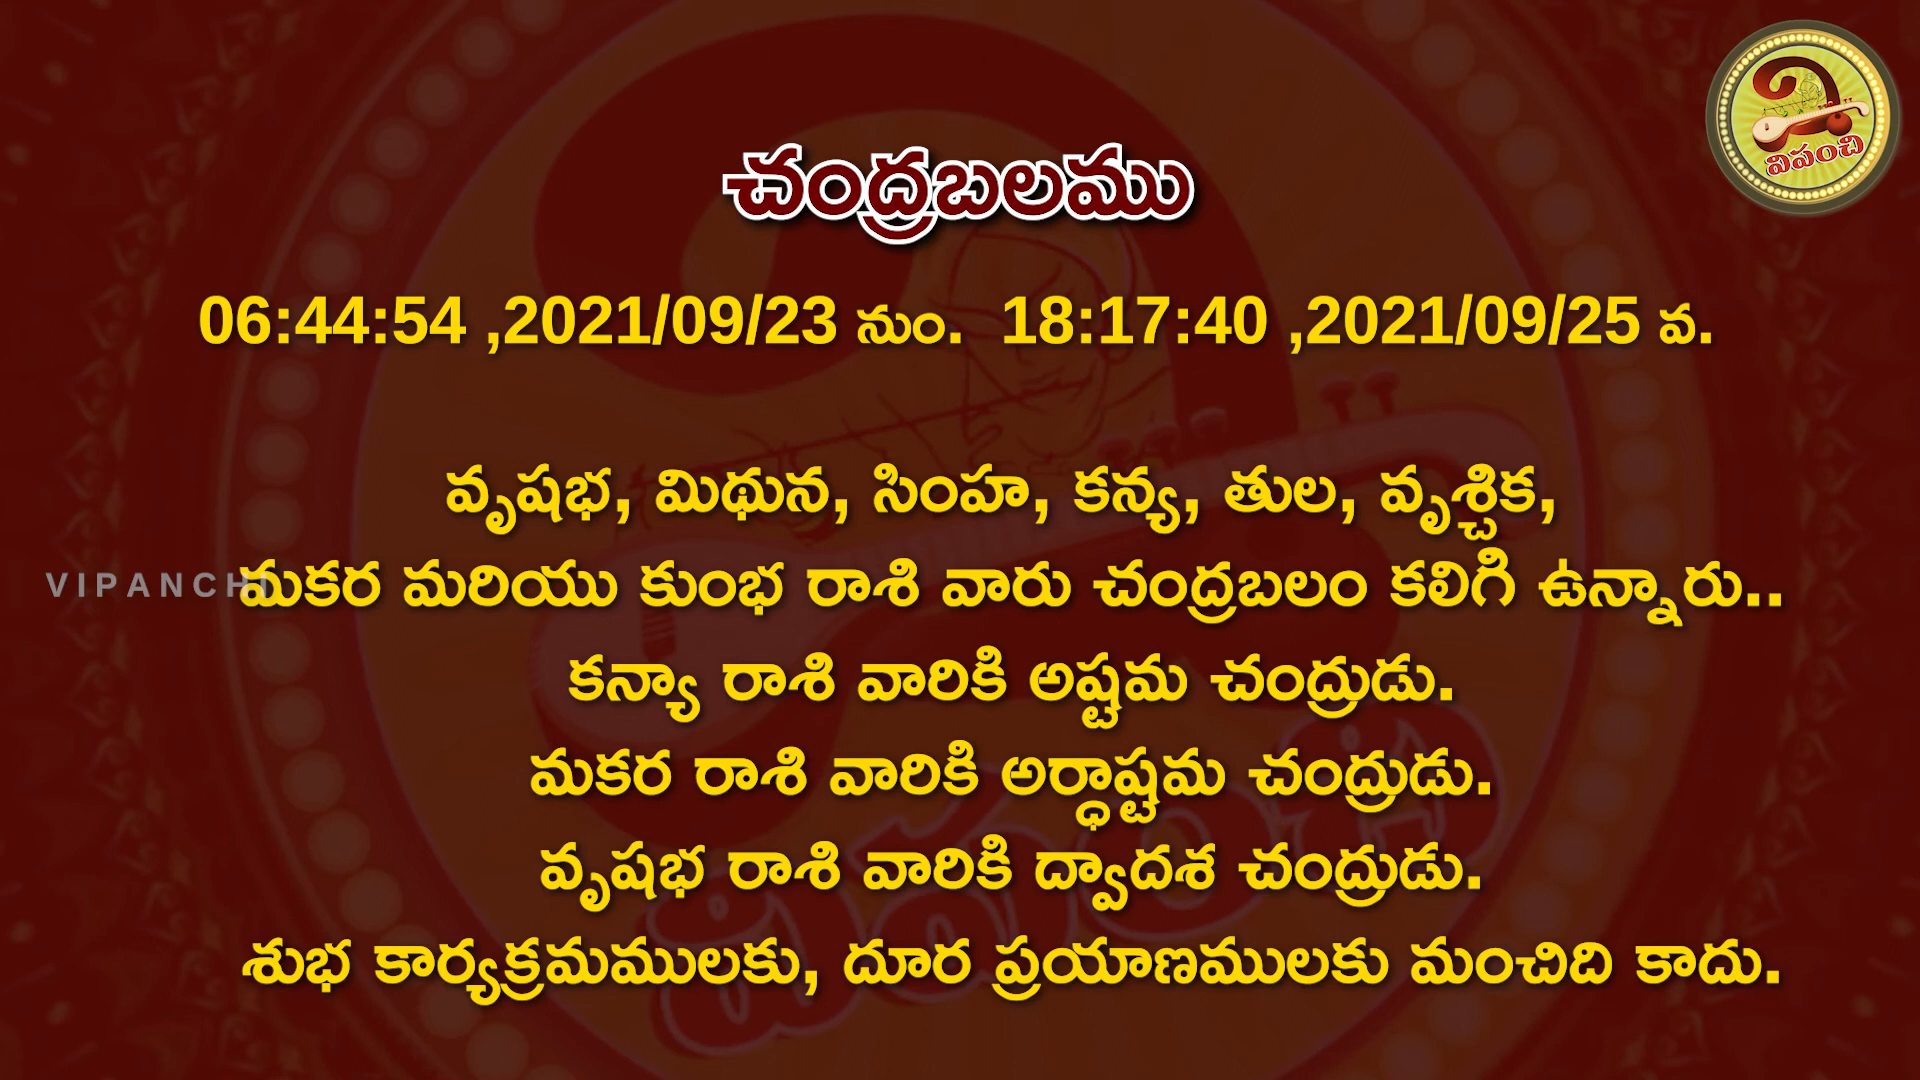 విపంచి
చంద్రబలము
06:44:54 ,2021/09/23 నుం. 18:17:40 ,2021/09/25 వ.
వృషభ, మిథున, సింహ, కన్య, తుల, వృశ్చిక,
VIPANCHI
మకర మరియు కుంభ రాశి వారు చంద్రబలం కలిగి ఉన్నారు..
కన్యా రాశి వారికి అష్టమ చంద్రుడు.
మకర రాశి వారికి అర్ధాష్టమ చంద్రుడు.
వృషభ రాశి వారికి ద్వాదశ చంద్రుడు.
శుభ కార్యక్రమములకు, దూర ప్రయాణములకు మంచిది కాదు.